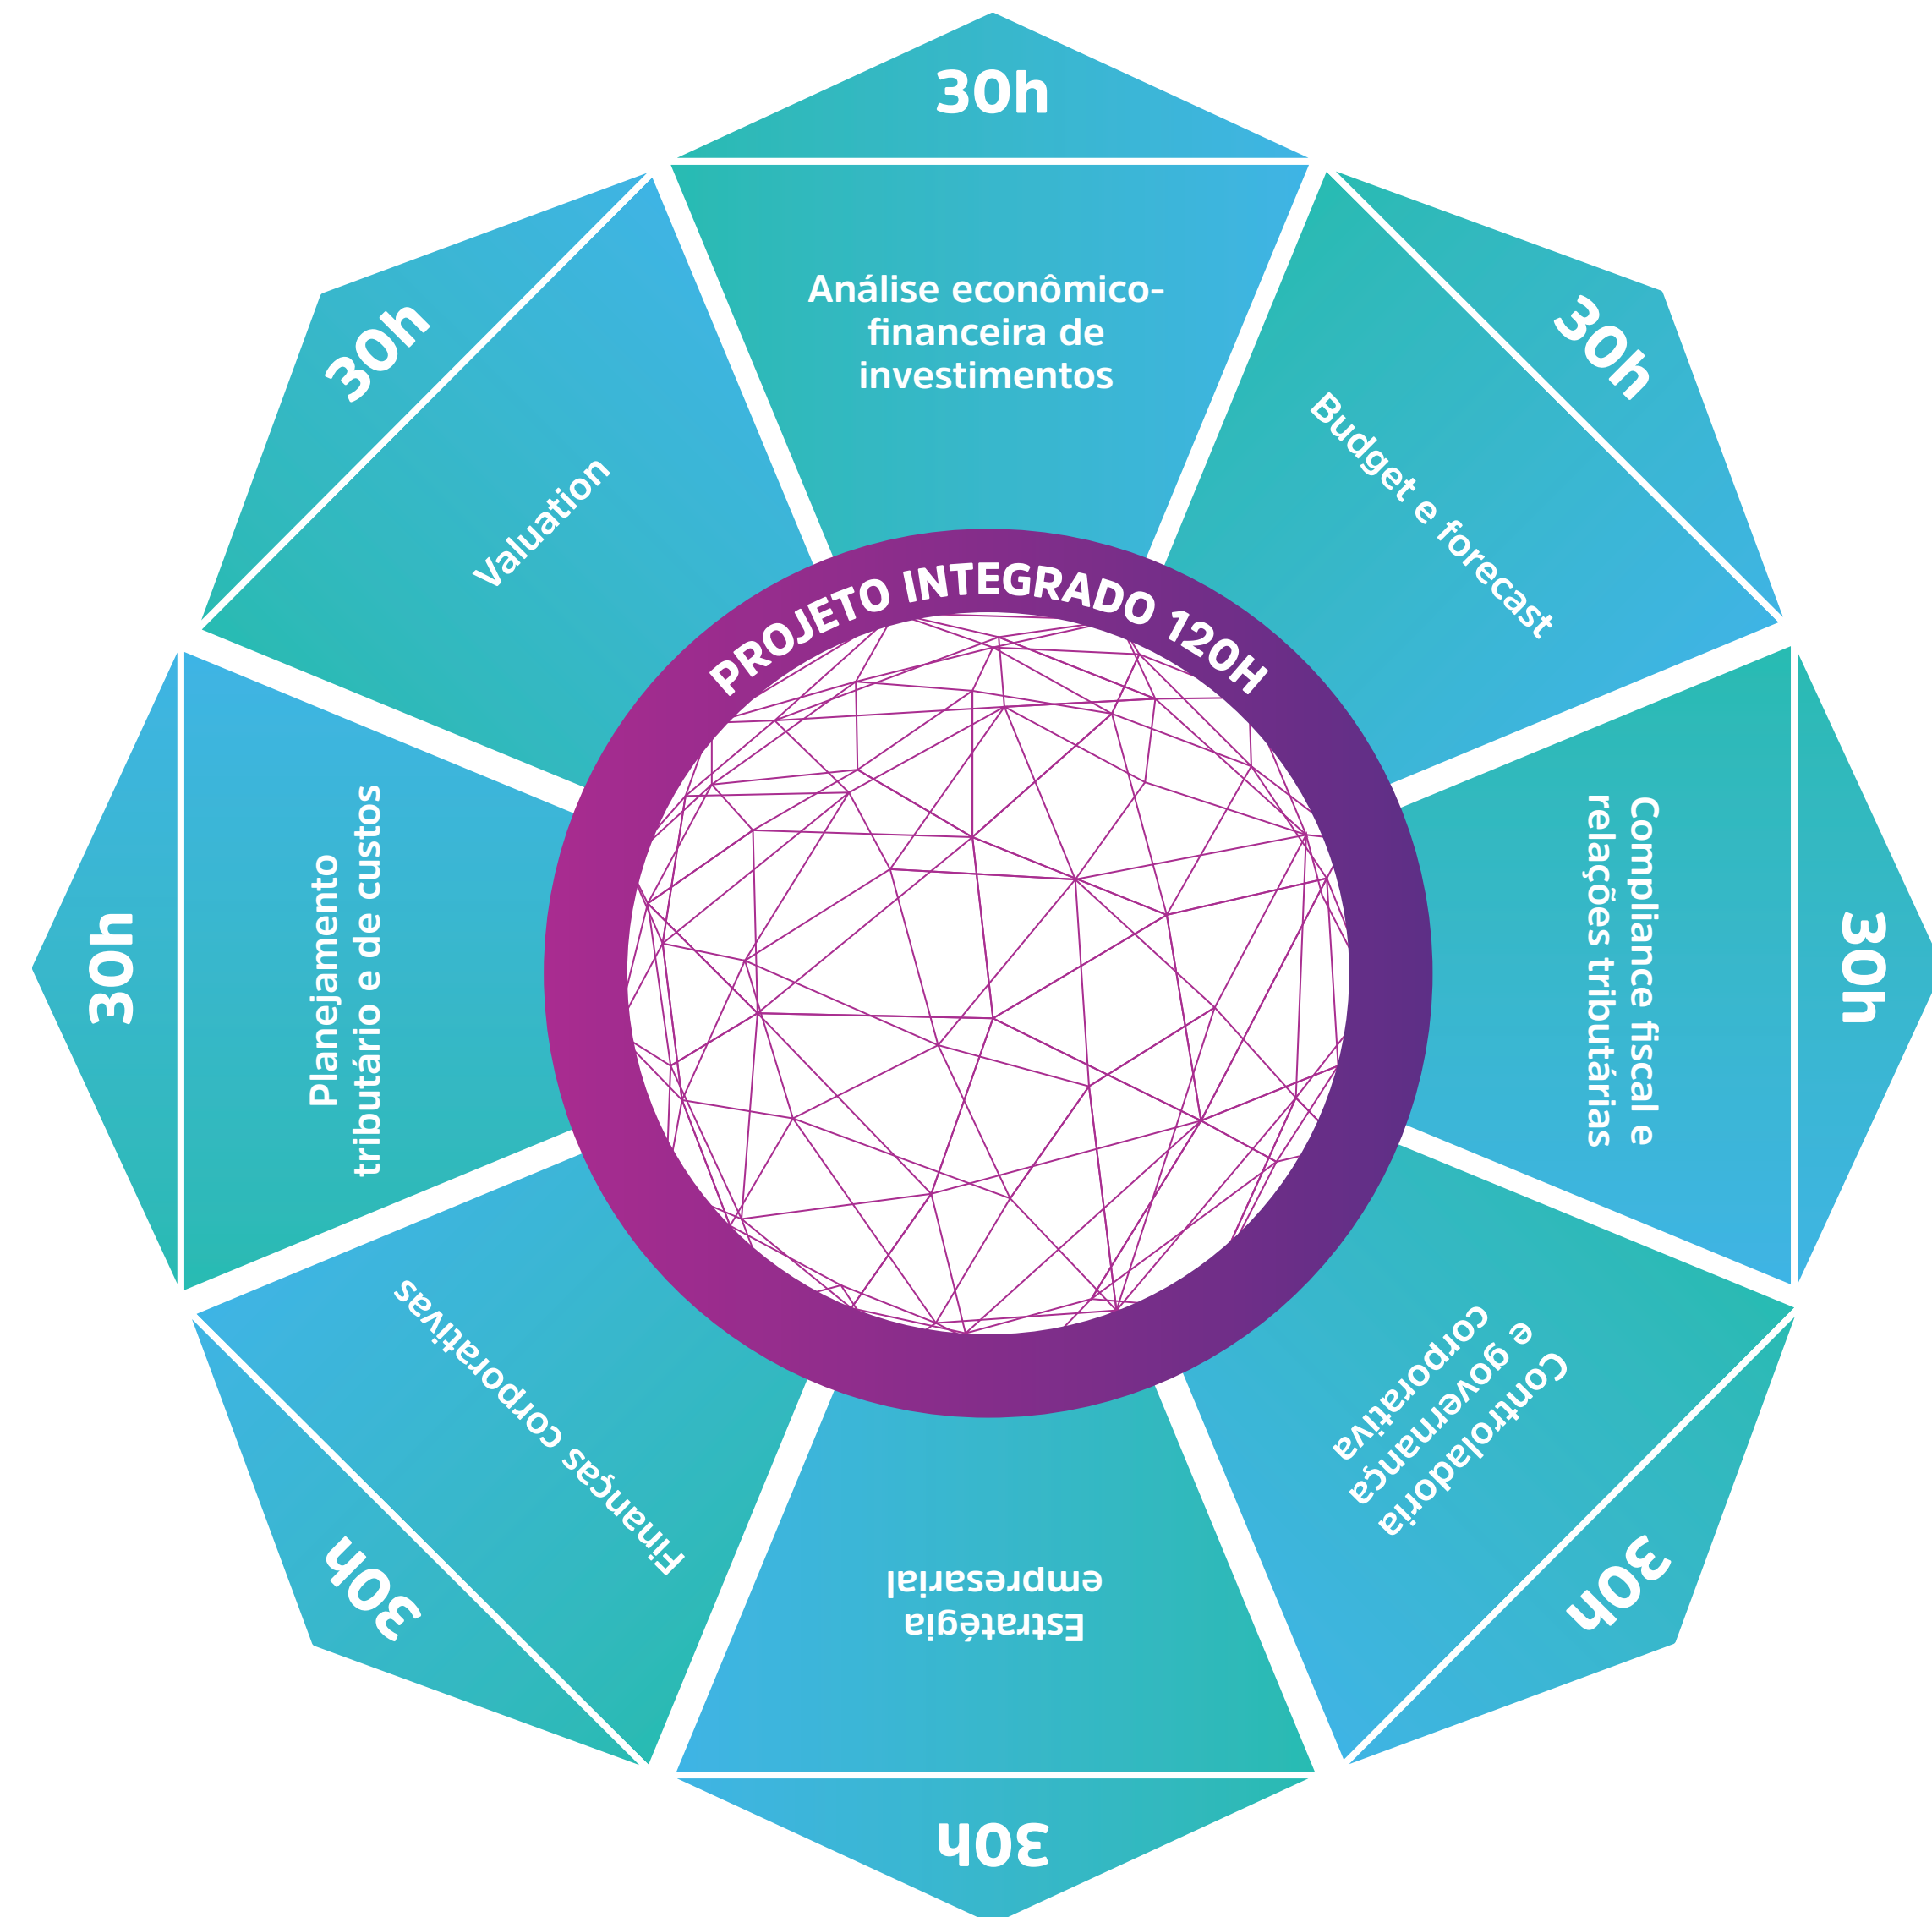 30h
Análise econômico-
financeira de
investimentos
30h
Budget e forecast
30h
Compliance fiscal e
relações tributárias
30h
Controladoria
e governança
corporativa
30h
Estratégia
empresarial
30h
Finanças corporativas
30h
Planejamento
tributário e de custos
30h
Valuation
PROJETO INTEGRADO 120H